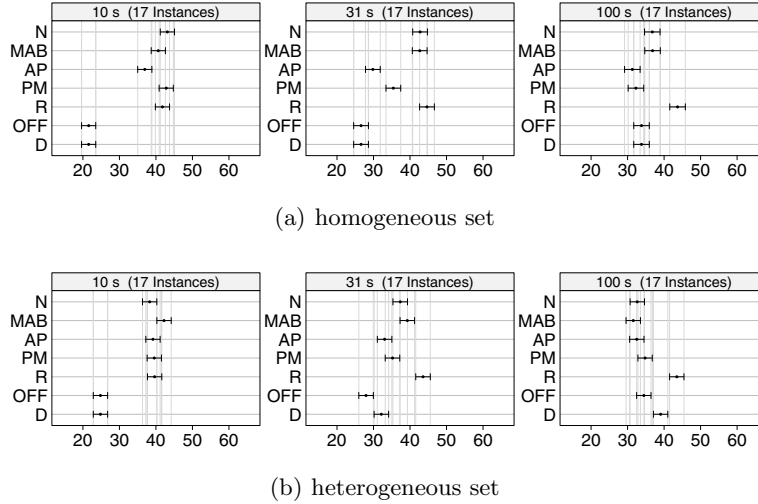 10 s (17 Instances)
31 s (17 Instances)
100 s (17 Instances)
N
MAB
AP
PM
R
OFF
D
N
MAB
AP
PM
R
OFF
D
N
MAB
AP
PM
R
OFF
D
20 30 40 50 60
20 30 40 50 60
20 30 40 50 60
(a) homogeneous set
10 s (17 Instances)
31 s (17 Instances)
100 s (17 Instances)
N
MAB
AP
PM
R
OFF
D
N
MAB
AP
PM
R
OFF
D
N
MAB
AP
PM
R
OFF
D
20 30 40 50 60
20 30 40 50 60
20 30 40 50 60
(b) heterogeneous set